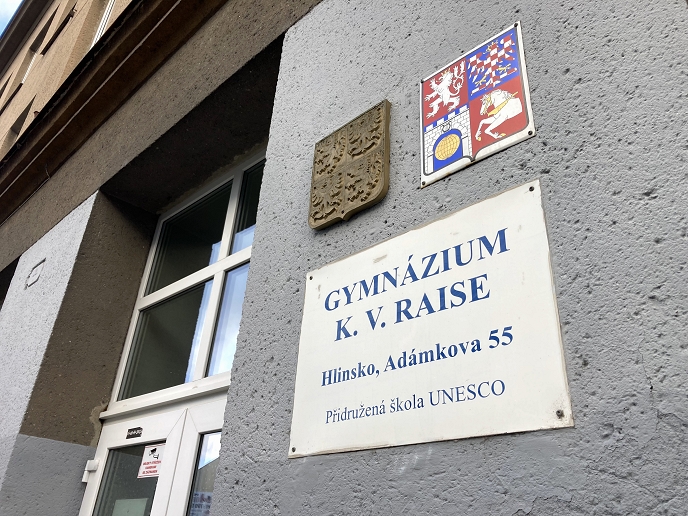 GYMNÁZIUM
K. V. RAISE
Hlinsko, Adámkova 55
Přidružená škola UNESCO